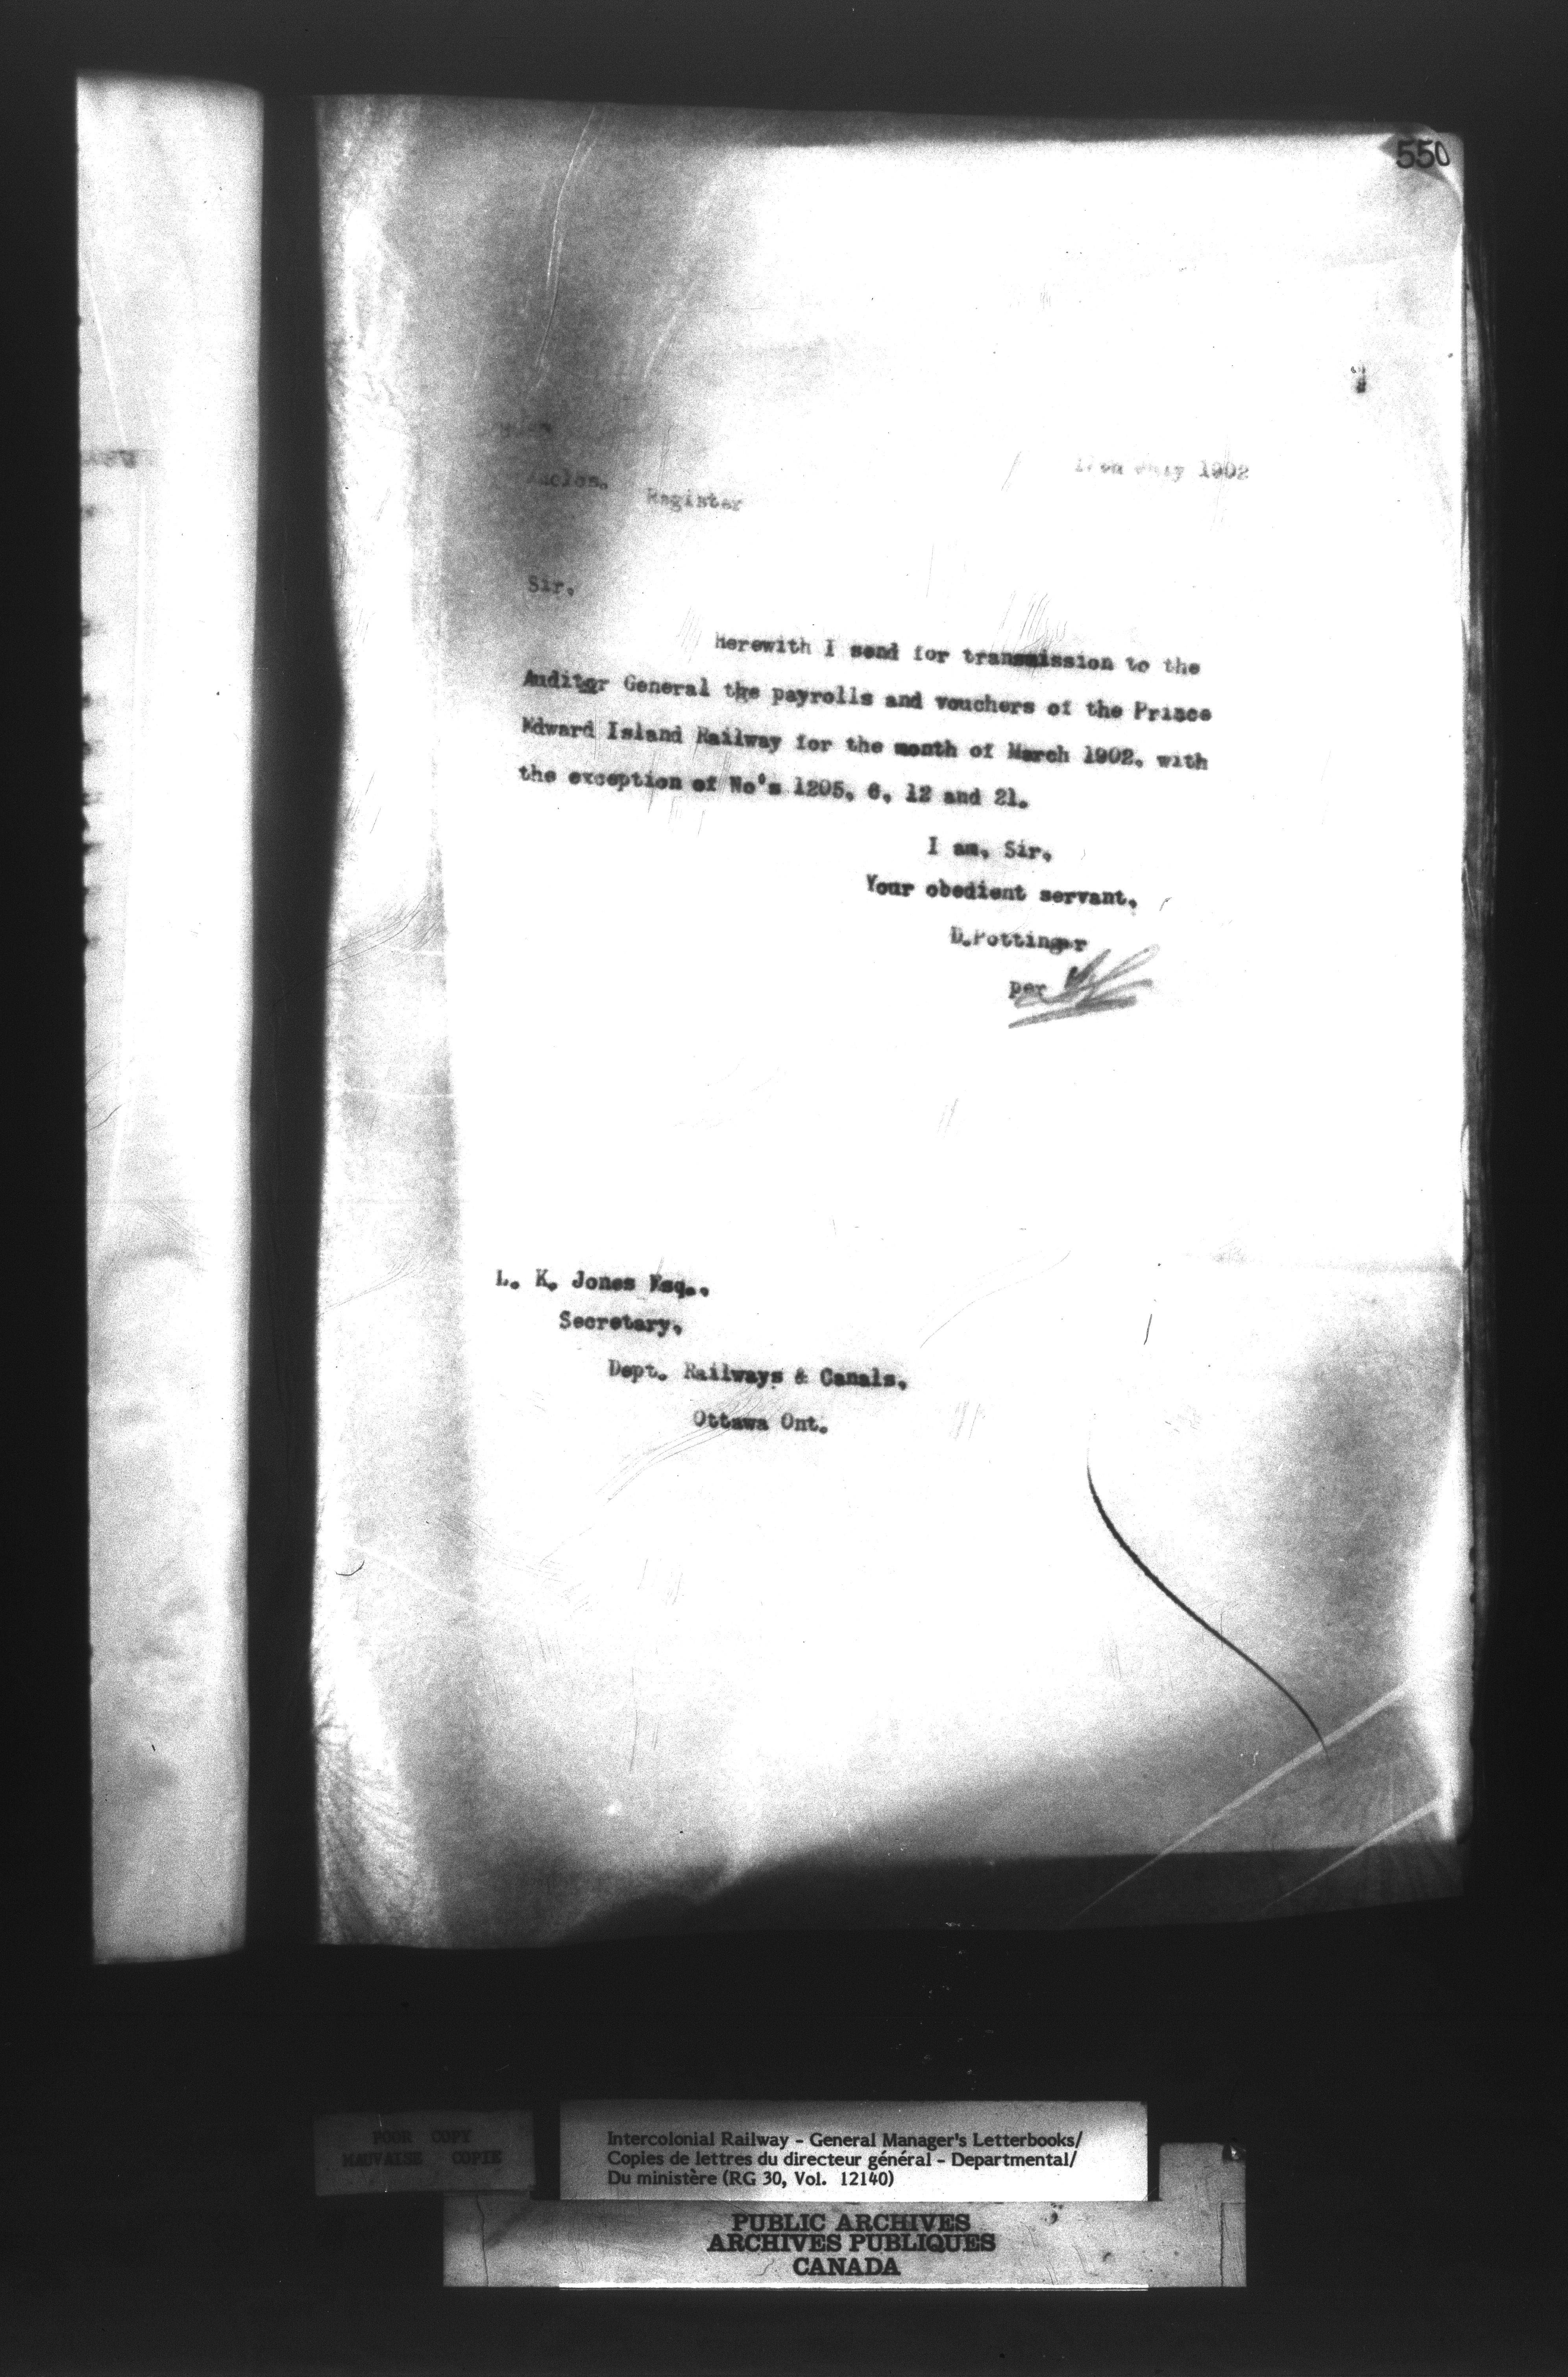 550
1902
Enclos. Register
Sir,
Herewith I send for transmission to the
Auditor General the payrolls and vouchers of the Prince
Edward Island Railway for the month of March 1902, with
the exception of No's 1205, 6, 12 and 21.
I am, Sir,
Your obedient servant,
D.Pottinger
per
L. K. Jones Esq.,
Secretary,
Dept. Railways & Canals,
Ottawa Ont.
POOR COPY
MAUVAISE COPIE
Intercolonial Railway - General Manager's Letterbooks/
Copies de lettres du directeur général - Departmental/
Du ministère (RG 30, Vol. 12140)
PUBLIC ARCHIVES
ARCHIVES PUBLIQUES
CANADA